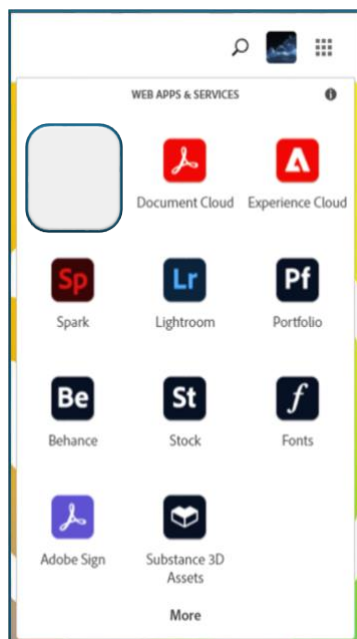 WEB APPS & SERVICES
Document Cloud
Experience Cloud
Sp
Lr
Pf
Spark
Lightroom
Portfolio
Be
St
f
Behance
Stock
Fonts
Adobe Sign
Substance 3D
Assets
More